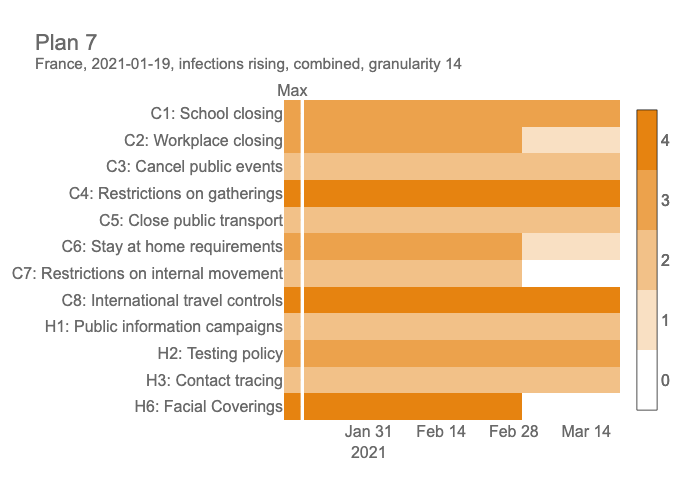 Plan 7
France, 2021-01-19, infections rising, combined, granularity 14
Max
C1: School closing
C2: Workplace closing
C3: Cancel public events
C4: Restrictions on gatherings
C5: Close public transport
C6: Stay at home requirements
C7: Restrictions on internal movement
C8: International travel controls
H1: Public information campaigns
H2: Testing policy
H3: Contact tracing
H6: Facial Coverings
4
3
2
1
0
Jan 31 Feb 14 Feb 28 Mar 14
2021